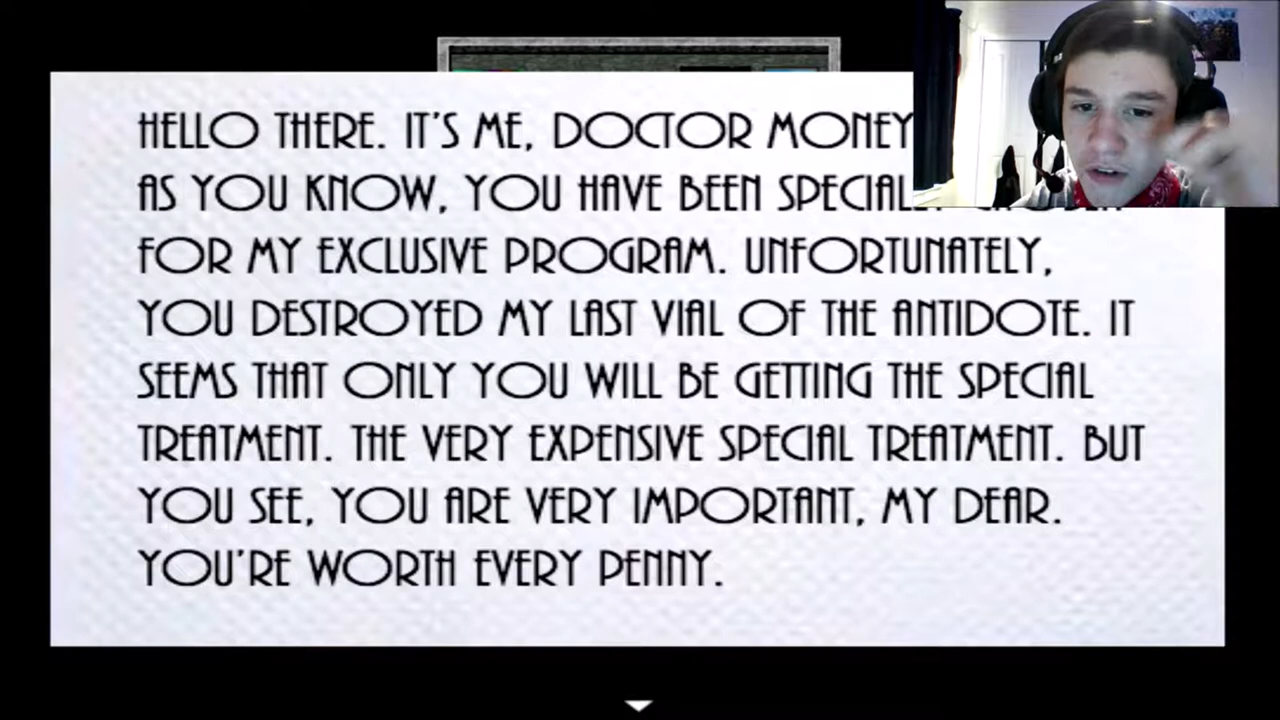 HELLO THERE. IT'S ME, DOCTOR MONEY
AS YOU KNOW, YOU HAVE BEEN SPECIALLY
FOR MY EXCLUSIVE PROGRAM. UNFORTUNATELY,
YOU DESTROYED MY LAST VIAL OF THE ANTIDOTE. IT
SEEMS THAT ONLY YOU WILL BE GETTING THE SPECIAL
TREATMENT. THE VERY EXPENSIVE SPECIAL TREATMENT. BUT
YOU SEE, YOU ARE VERY IMPORTANT, MY DEAR.
YOU'RE WORTH EVERY PENNY.